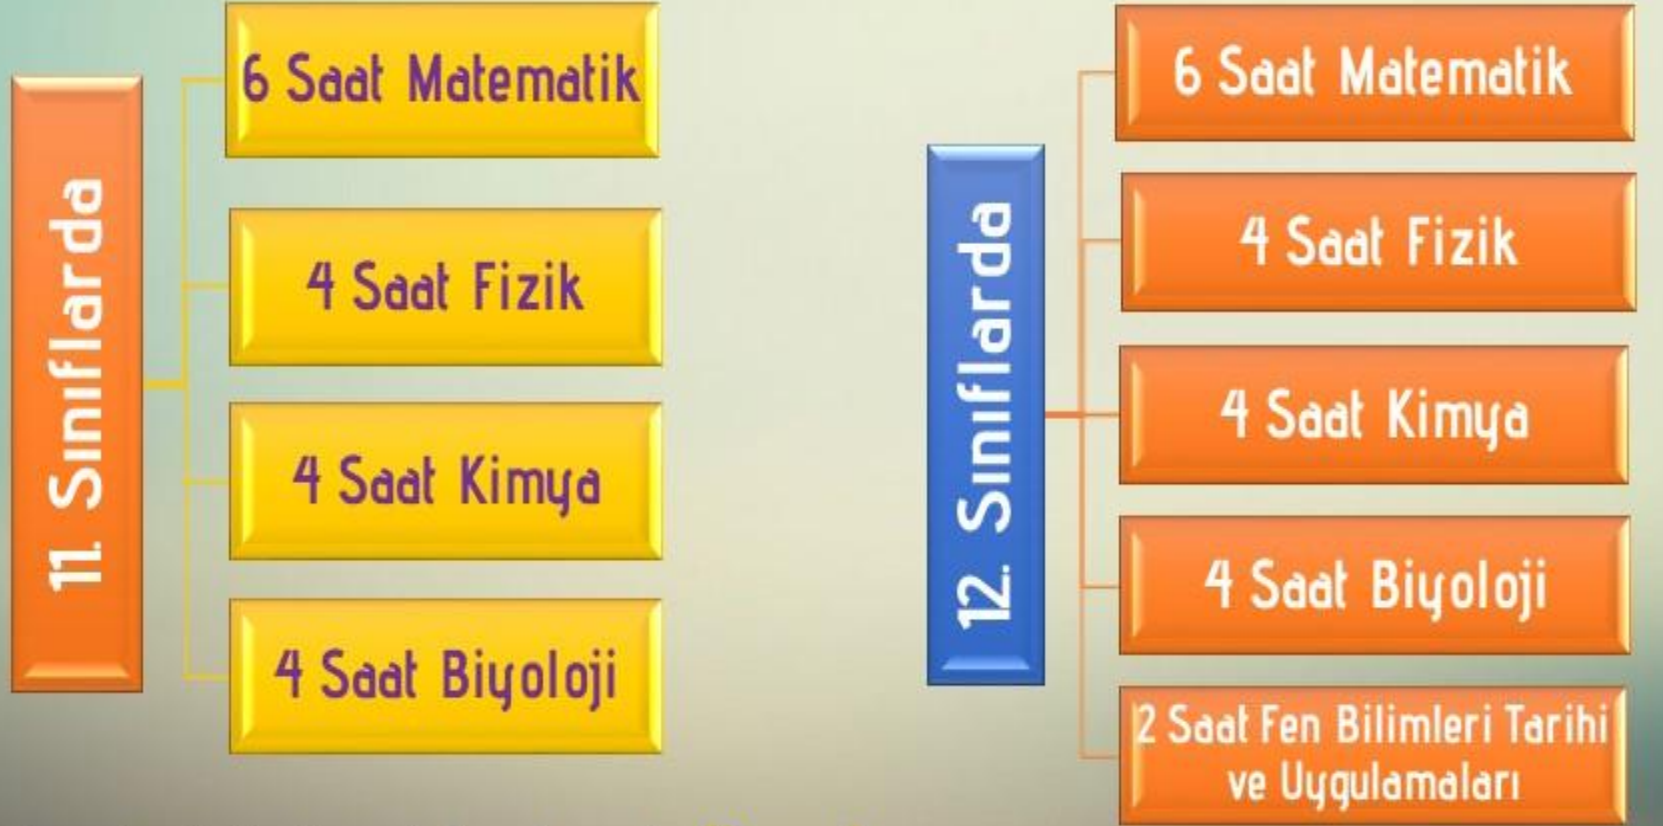 11. Sınıflarda
6 Saat Matematik
4 Saat Fizik
4 Saat Kimya
4 Saat Biyoloji
12. Sınıflarda
6 Saat Matematik
4 Saat Fizik
4 Saat Kimya
4 Saat Biyoloji
2 Saat Fen Bilimleri Tarihi
ve Uygulamaları